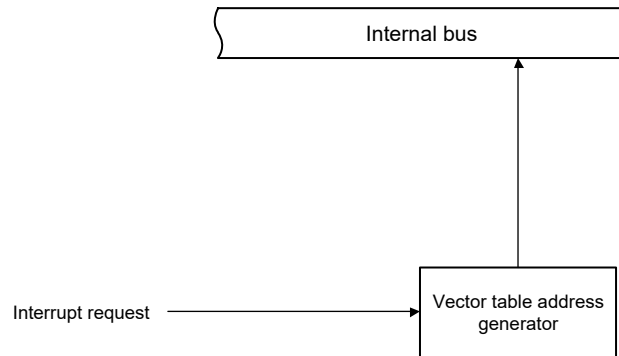 Internal bus
Interrupt request
Vector table address
generator